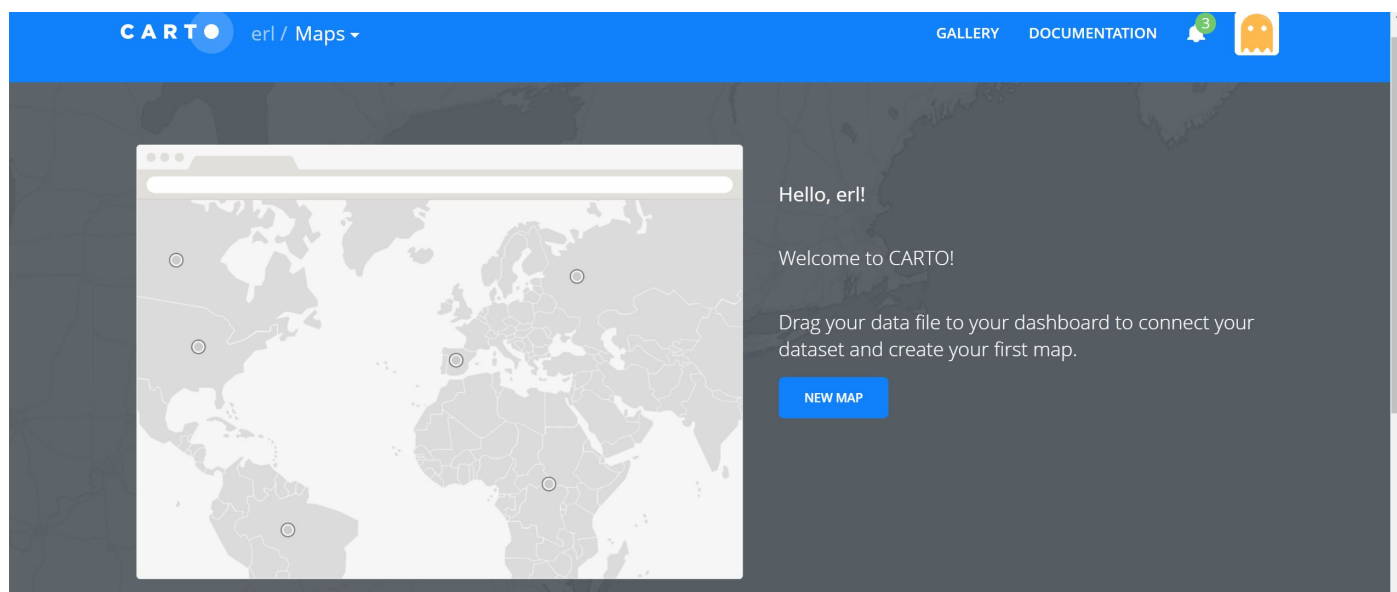 CARTO erl / Maps
GALLERY DOCUMENTATION 3
Hello, erl!
Welcome to CARTO!
Drag your data file to your dashboard to connect your
dataset and create your first map.
NEW MAP